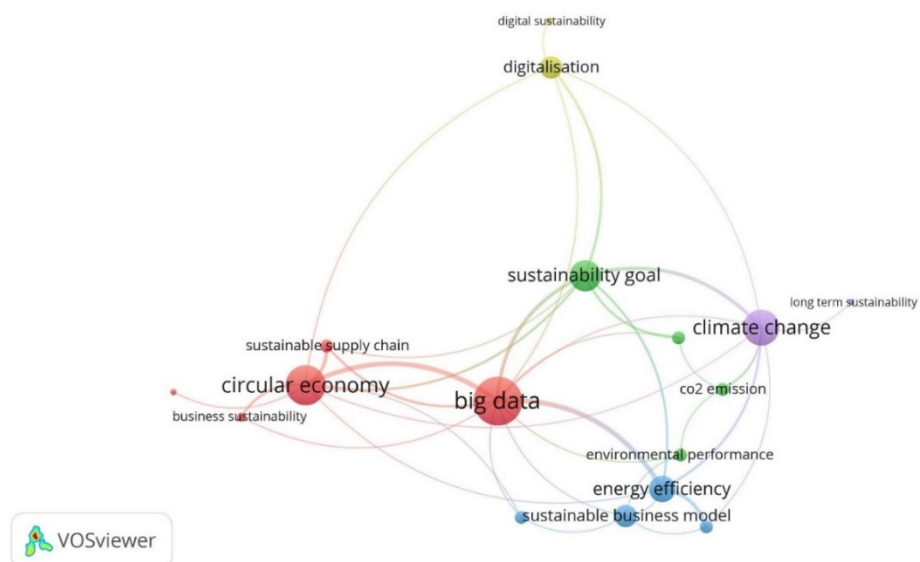 digital sustainability
digitalisation
sustainability goal
long term sustainability
climate change
sustainable supply chain
circular economy
co2 emission
big data
business sustainability
environmental performance
energy efficiency
sustainable business model
VOSviewer